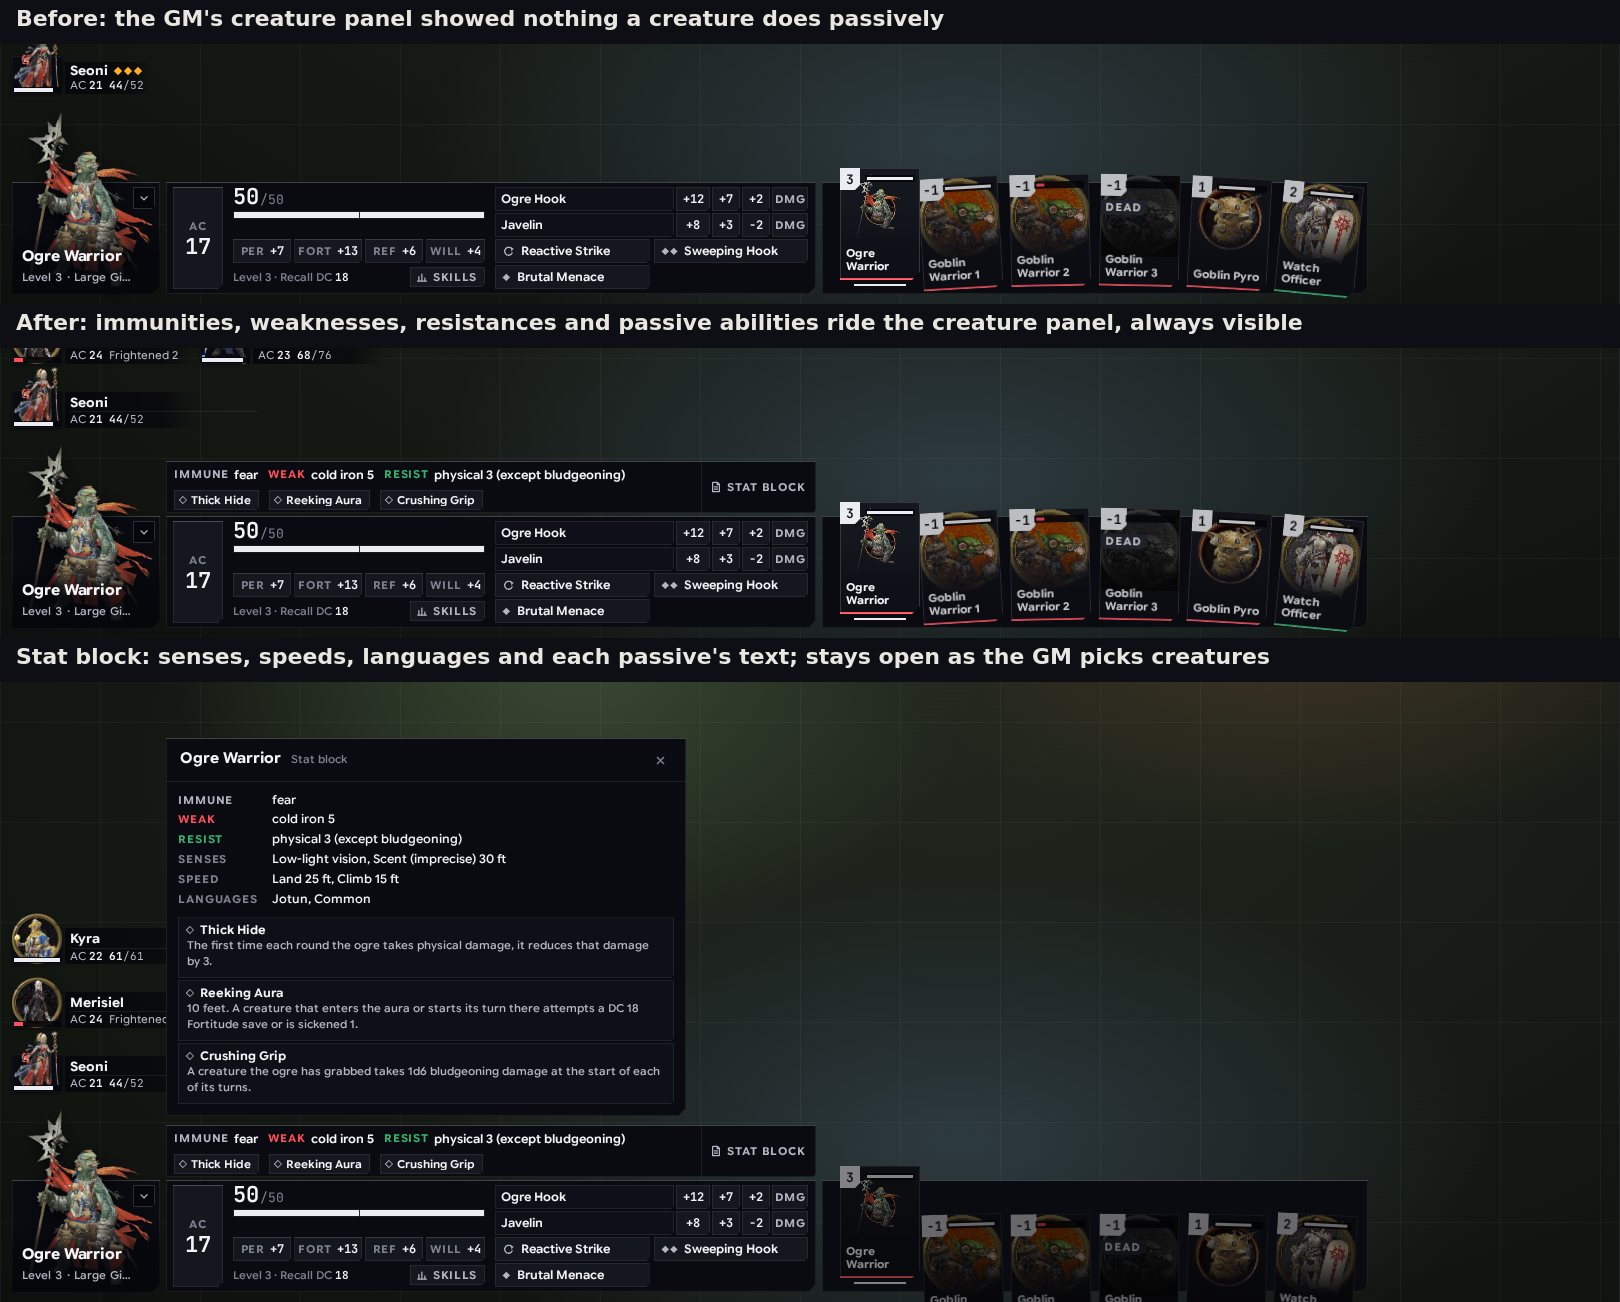 Before: the GM's creature panel showed nothing a creature does passively
Seoni
AC 21 44/52
AC
17
50/50
PER +7 FORT +13 REF +6 WILL +4
Level 3 · Recall DC 18
SKILLS
Ogre Hook +12 +7 +2 DMG
Javelin +8 +3 -2 DMG
Reactive Strike
Sweeping Hook
Brutal Menace
Ogre Warrior
Level 3 · Large Gi...
3
Ogre
Warrior
-1
Goblin
Warrior 1
-1
Goblin
Warrior 2
-1
DEAD
Goblin
Warrior 3
1
Goblin Pyro
2
Watch
Officer
After: immunities, weaknesses, resistances and passive abilities ride the creature panel, always visible
AC 24 Frightened 2
AC 23 68/76
Seoni
AC 21 44/52
IMMUNE fear WEAK cold iron 5 RESIST physical 3 (except bludgeoning)
Thick Hide
Reeking Aura
Crushing Grip
STAT BLOCK
AC
17
50/50
PER +7 FORT +13 REF +6 WILL +4
Level 3 · Recall DC 18
SKILLS
Ogre Hook +12 +7 +2 DMG
Javelin +8 +3 -2 DMG
Reactive Strike
Sweeping Hook
Brutal Menace
Ogre Warrior
Level 3 · Large Gi...
3
Ogre
Warrior
-1
Goblin
Warrior 1
-1
Goblin
Warrior 2
-1
DEAD
Goblin
Warrior 3
1
Goblin Pyro
2
Watch
Officer
Stat block: senses, speeds, languages and each passive's text; stays open as the GM picks creatures
Ogre Warrior Stat block
IMMUNE fear
WEAK cold iron 5
RESIST physical 3 (except bludgeoning)
SENSES Low-light vision, Scent (imprecise) 30 ft
SPEED Land 25 ft, Climb 15 ft
LANGUAGES Jotun, Common
Thick Hide
The first time each round the ogre takes physical damage, it reduces that damage
by 3.
Reeking Aura
10 feet. A creature that enters the aura or starts its turn there attempts a DC 18
Fortitude save or is sickened 1.
Crushing Grip
A creature the ogre has grabbed takes 1d6 bludgeoning damage at the start of each
of its turns.
Kyra
AC 22 61/61
Merisiel
AC 24 Frightened
Seoni
AC 21 44/52
IMMUNE fear WEAK cold iron 5 RESIST physical 3 (except bludgeoning)
Thick Hide
Reeking Aura
Crushing Grip
STAT BLOCK
AC
17
50/50
PER +7 FORT +13 REF +6 WILL +4
Level 3 · Recall DC 18
SKILLS
Ogre Hook +12 +7 +2 DMG
Javelin +8 +3 -2 DMG
Reactive Strike
Sweeping Hook
Brutal Menace
Ogre Warrior
Level 3 · Large Gi...
3
Ogre
Warrior
-1
Goblin
-1
Goblin
-1
DEAD
Goblin
1
2
Watch